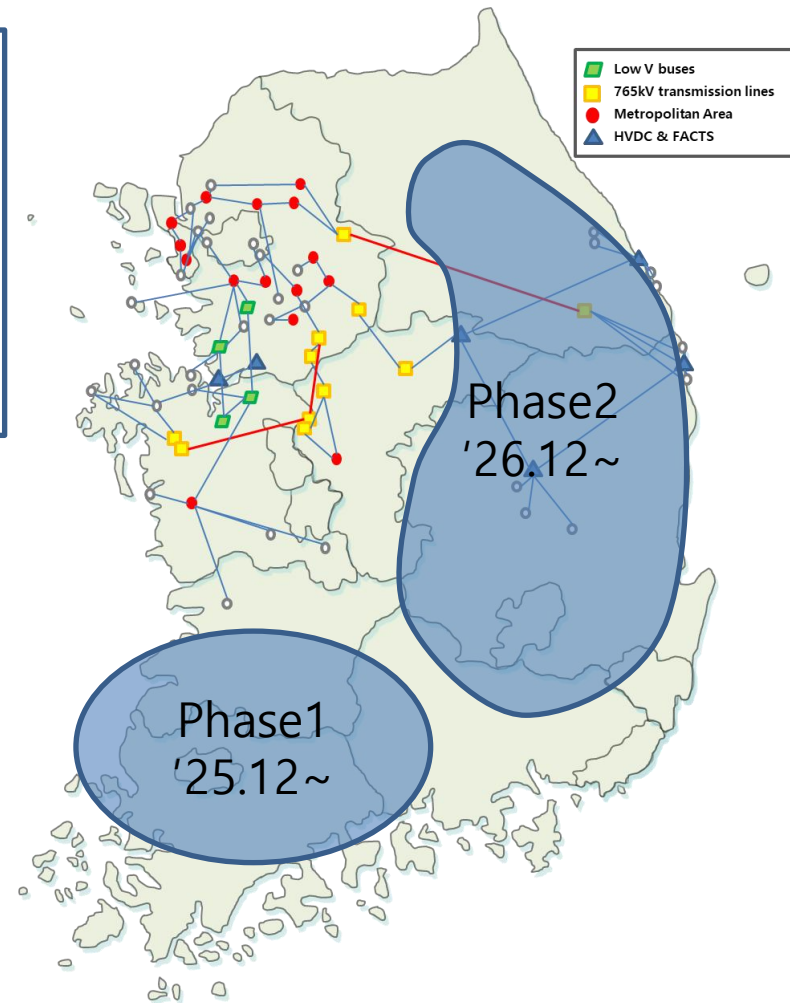 Low V buses
765kV transmission lines
Metropolitan Area
HVDC & FACTS
Phase2
‘26.12~
Phase1
‘25.12~